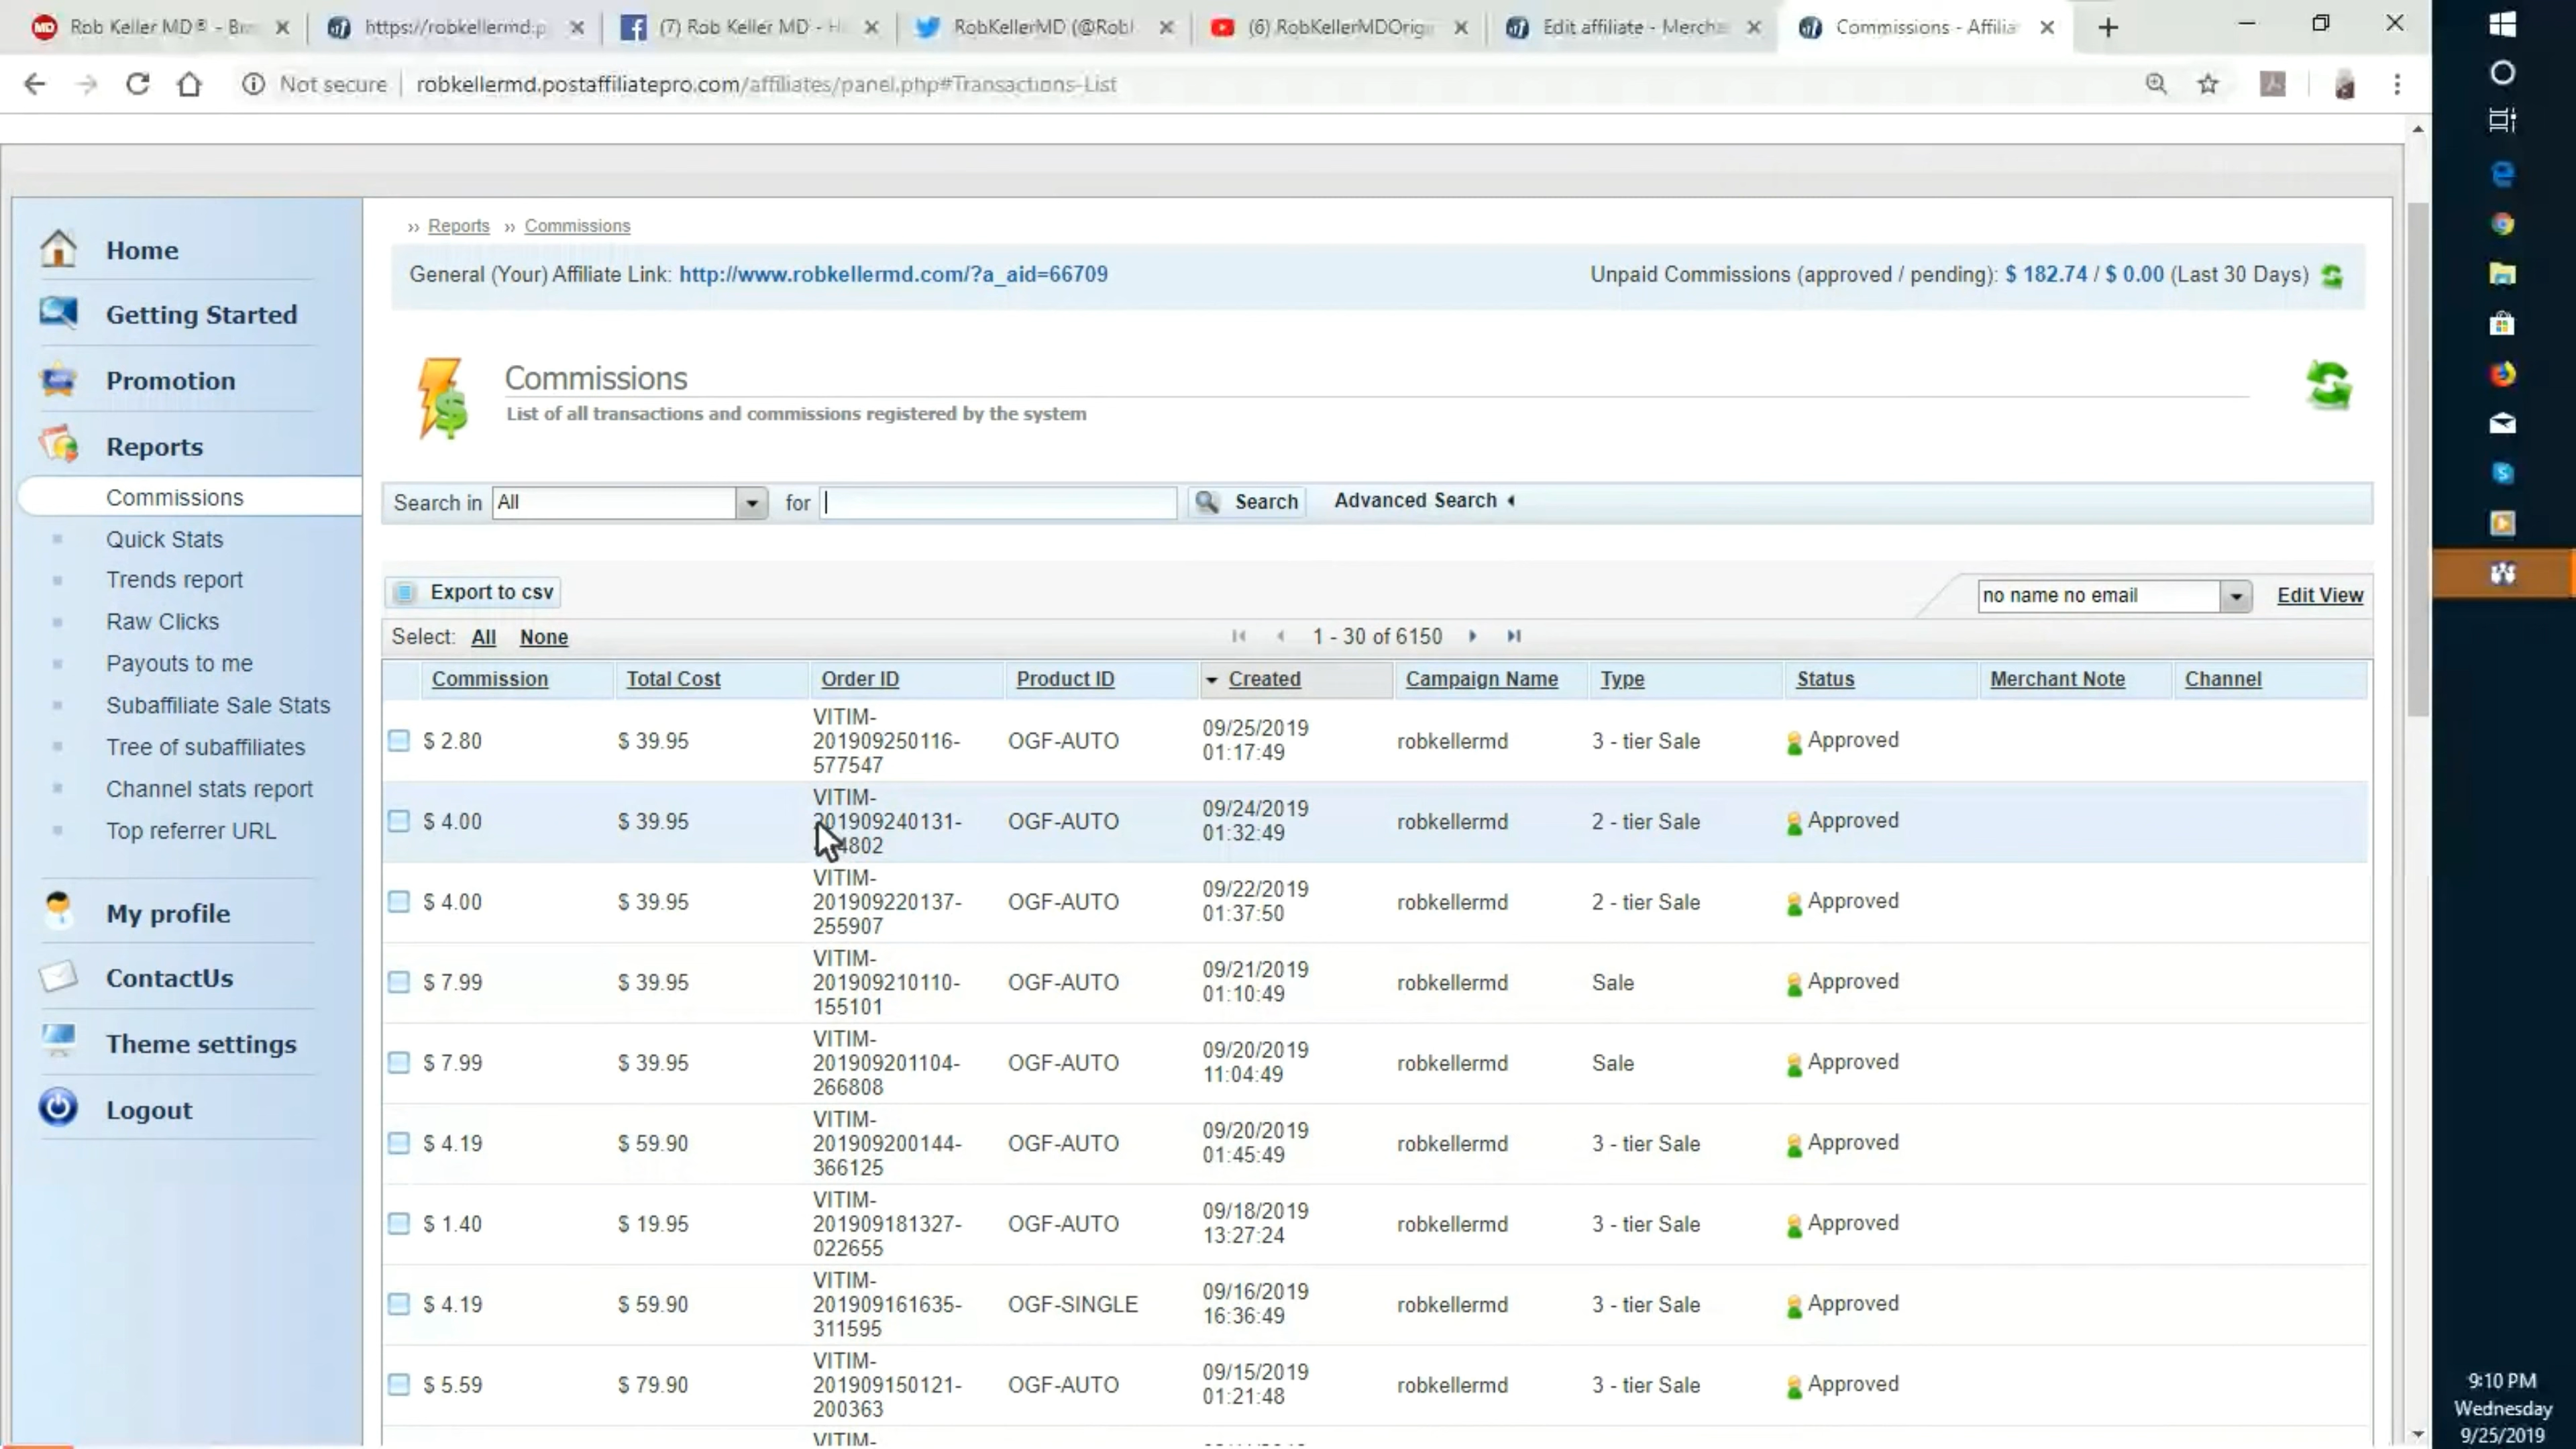 Rob Keller MD® - Br
https://robkellermd.p
(7) Rob Keller MD - H
RobKellerMD (@Robl
(6) RobKellerMDOrig
Edit affiliate - Mercha
Commissions - Affilia
Not secure | robkellermd.postaffiliatepro.com/affiliates/panel.php#Transactions-List
Home
Getting Started
Promotion
Reports
Commissions
Quick Stats
Trends report
Raw Clicks
Payouts to me
Subaffiliate Sale Stats
Tree of subaffiliates
Channel stats report
Top referrer URL
My profile
ContactUs
Theme settings
Logout
›› Reports ›› Commissions
General (Your) Affiliate Link: http://www.robkellermd.com/?a_aid=66709
Unpaid Commissions (approved / pending): $ 182.74 / $ 0.00 (Last 30 Days)
Commissions
List of all transactions and commissions registered by the system
Search in All for Search Advanced Search
Export to csv
no name no email Edit View
Select: All None
1 - 30 of 6150
Commission Total Cost Order ID Product ID Created Campaign Name Type Status Merchant Note Channel
$ 2.80 $ 39.95 VITIM-201909250116-577547 OGF-AUTO 09/25/2019 01:17:49 robkellermd 3 - tier Sale Approved
$ 4.00 $ 39.95 VITIM-201909240131- 4802 OGF-AUTO 09/24/2019 01:32:49 robkellermd 2 - tier Sale Approved
$ 4.00 $ 39.95 VITIM-201909220137-255907 OGF-AUTO 09/22/2019 01:37:50 robkellermd 2 - tier Sale Approved
$ 7.99 $ 39.95 VITIM-201909210110-155101 OGF-AUTO 09/21/2019 01:10:49 robkellermd Sale Approved
$ 7.99 $ 39.95 VITIM-201909201104-266808 OGF-AUTO 09/20/2019 11:04:49 robkellermd Sale Approved
$ 4.19 $ 59.90 VITIM-201909200144-366125 OGF-AUTO 09/20/2019 01:45:49 robkellermd 3 - tier Sale Approved
$ 1.40 $ 19.95 VITIM-201909181327-022655 OGF-AUTO 09/18/2019 13:27:24 robkellermd 3 - tier Sale Approved
$ 4.19 $ 59.90 VITIM-201909161635-311595 OGF-SINGLE 09/16/2019 16:36:49 robkellermd 3 - tier Sale Approved
$ 5.59 $ 79.90 VITIM-201909150121-200363 OGF-AUTO 09/15/2019 01:21:48 robkellermd 3 - tier Sale Approved
VITIM-
9:10 PM
Wednesday
9/25/2019